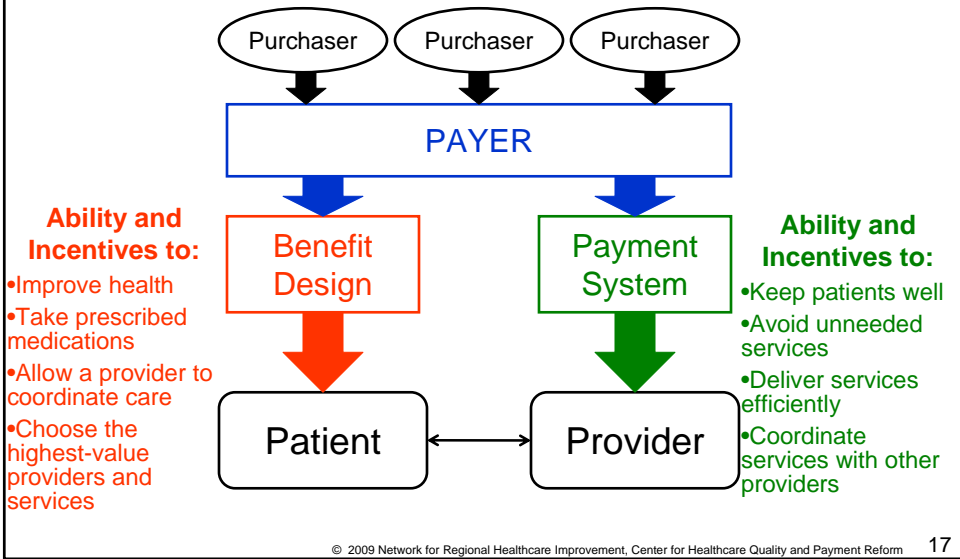 Purchaser
Purchaser
Purchaser
PAYER
Ability and
Incentives to:
•Improve health
•Take prescribed
medications
•Allow a provider to
coordinate care
•Choose the
highest-value
providers and
services
Benefit
Design
Payment
System
Ability and
Incentives to:
•Keep patients well
•Avoid unneeded
services
•Deliver services
efficiently
•Coordinate
services with other
providers
Patient
Provider
© 2009 Network for Regional Healthcare Improvement, Center for Healthcare Quality and Payment Reform
17